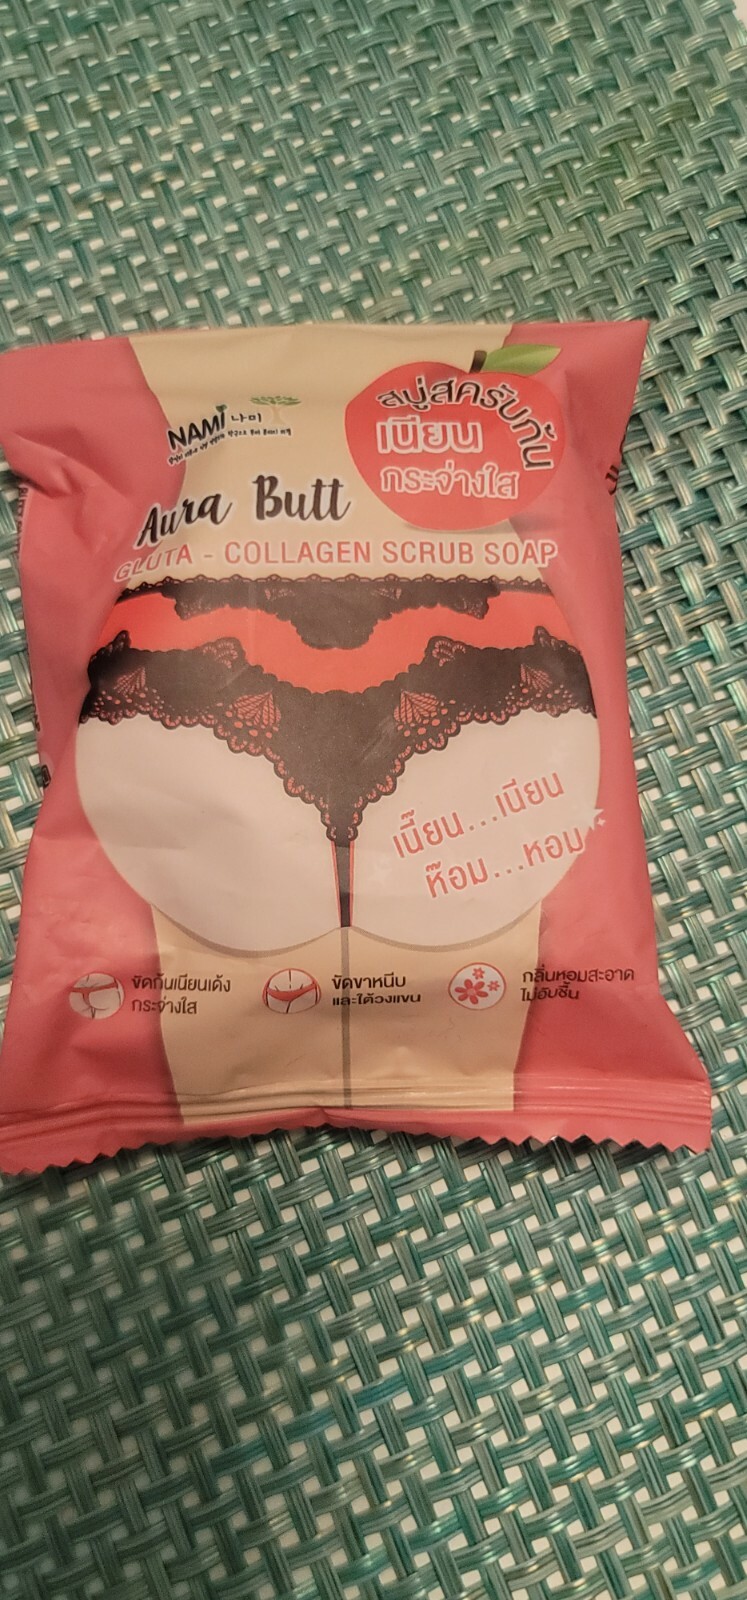 NAMI 나미
สบู่สครับก้น
เนียน
กระจ่างใส
Aura Butt
GLUTA - COLLAGEN SCRUB SOAP
เนี๊ยน...เนียน
ห๊อม...หอม
ขัดก้นเนียนเด้ง
กระจ่างใส
ขัดขาหนีบ
และใต้วงแขน
กลิ่นหอมสะอาด
ไม่อับชื้น